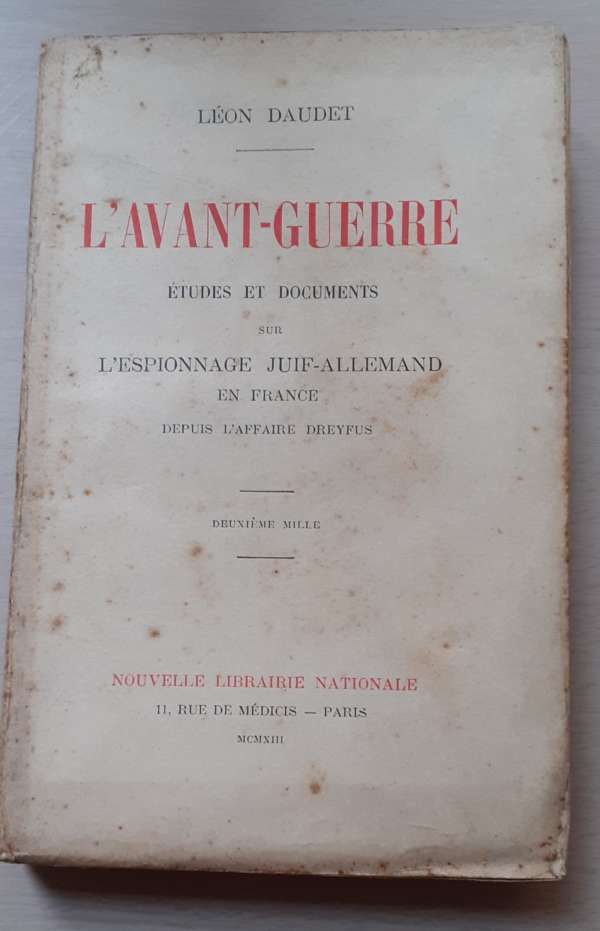 LÉON DAUDET
L'AVANT-GUERRE
ÉTUDES ET DOCUMENTS
SUR
L'ESPIONNAGE JUIF-ALLEMAND
EN FRANCE
DEPUIS L'AFFAIRE DREYFUS
DEUXIÈME MILLE
NOUVELLE LIBRAIRIE NATIONALE
11, RUE DE MÉDICIS — PARIS
MCMXIII